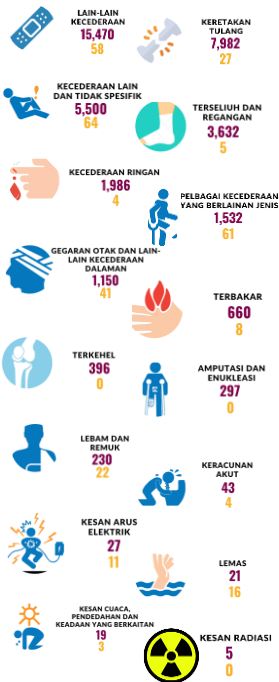 LAIN-LAIN
KECEDERAAN
15,470
58
KERETAKAN
TULANG
7,982
27
KECEDERAAN LAIN
DAN TIDAK SPESIFIK
5,500
64
TERSELIUH DAN
REGANGAN
3,632
5
KECEDERAAN RINGAN
1,986
4
PELBAGAI KECEDERAAN
YANG BERLAINAN JENIS
1,532
61
GEGARAN OTAK DAN LAIN-
LAIN KECEDERAAN
DALAMAN
1,150
41
TERBAKAR
660
8
TERKEHEL
396
0
AMPUTASI DAN
ENUKLEASI
297
0
LEBAM DAN
REMUK
230
22
KERACUNAN
AKUT
43
4
KESAN ARUS
ELEKTRIK
27
11
LEMAS
21
16
KESAN CUACA,
PENDEDAHAN DAN
KEADAAN YANG BERKAITAN
19
3
KESAN RADIASI
5
0